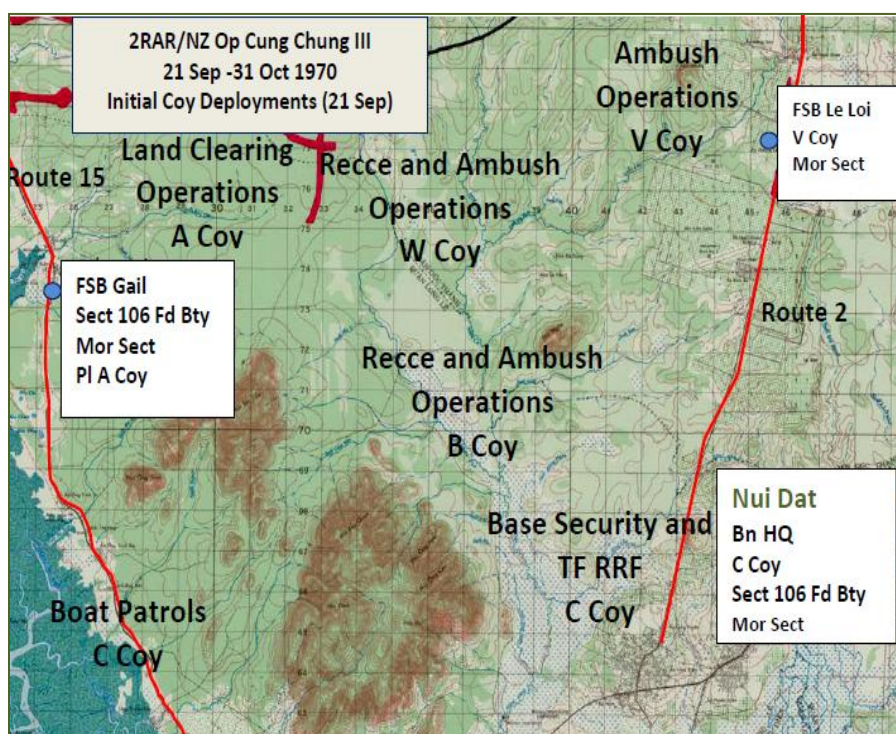 2RAR/NZ Op Cung Chung III
21 Sep -31 Oct 1970
Initial Coy Deployments (21 Sep)
Ambush
Operations
V Coy
FSB Le Loi
V Coy
Mor Sect
Land Clearing
Operations
A Coy
Route 15
Recce and Ambush
Operations
W Coy
FSB Gail
Sect 106 Fd Bty
Mor Sect
Pl A Coy
Route 2
Recce and Ambush
Operations
B Coy
Nui Dat
Bn HQ
C Coy
Sect 106 Fd Bty
Mor Sect
Base Security and
TF RRF
C Coy
Boat Patrols
C Coy